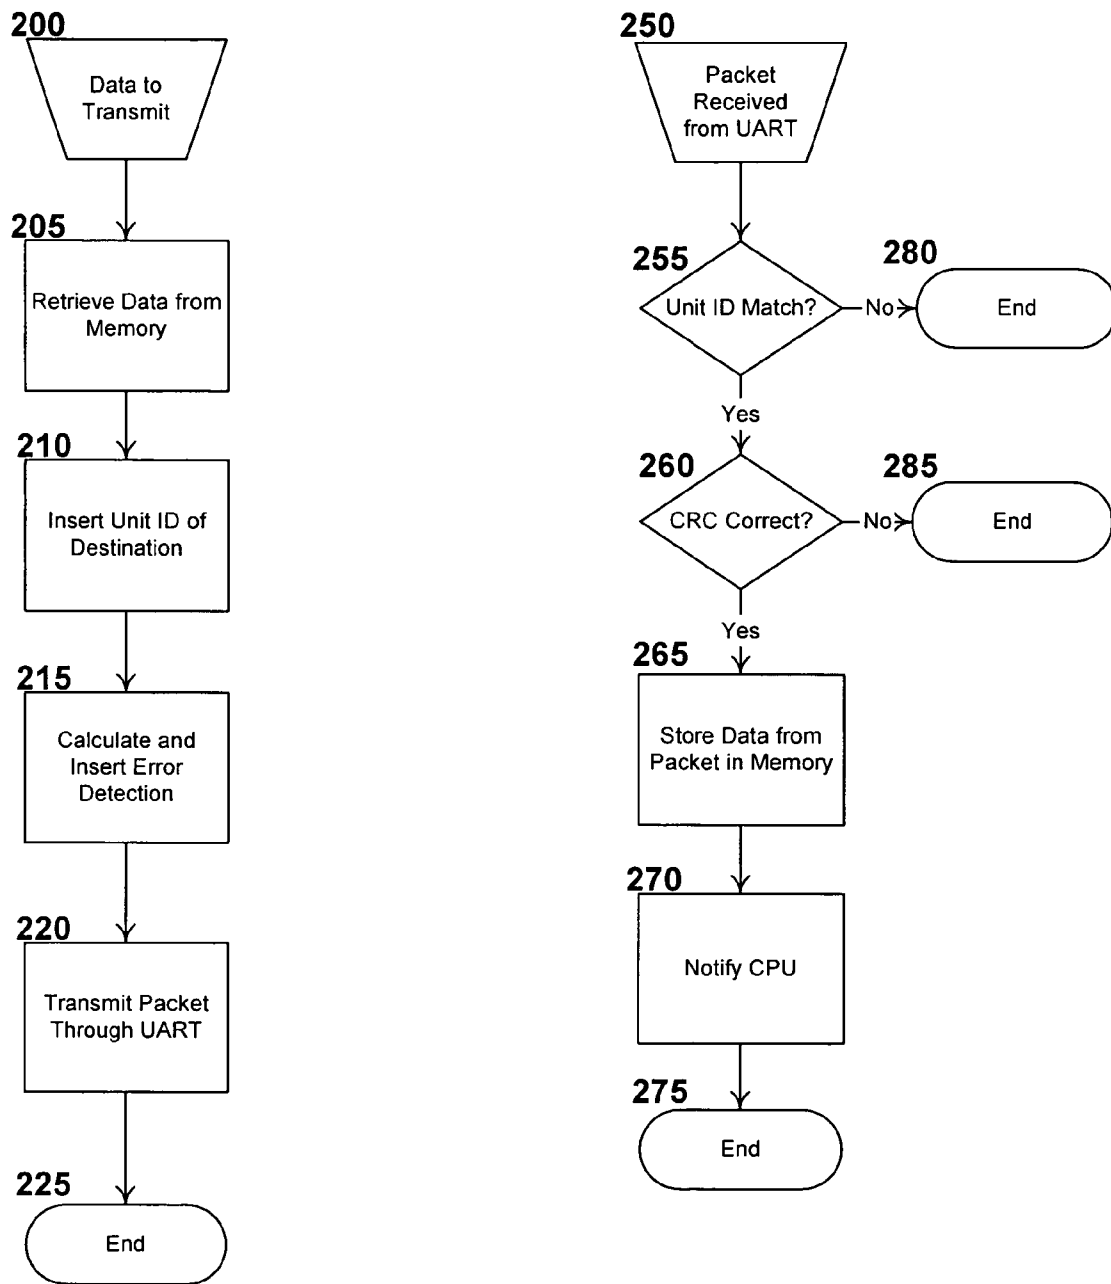 200
Data to
Transmit
205
Retrieve Data from
Memory
210
Insert Unit ID of
Destination
215
Calculate and
Insert Error
Detection
220
Transmit Packet
Through UART
225
End
250
Packet
Received
from UART
255
Unit ID Match?
No
280
End
Yes
260
CRC Correct?
No
285
End
Yes
265
Store Data from
Packet in Memory
270
Notify CPU
275
End